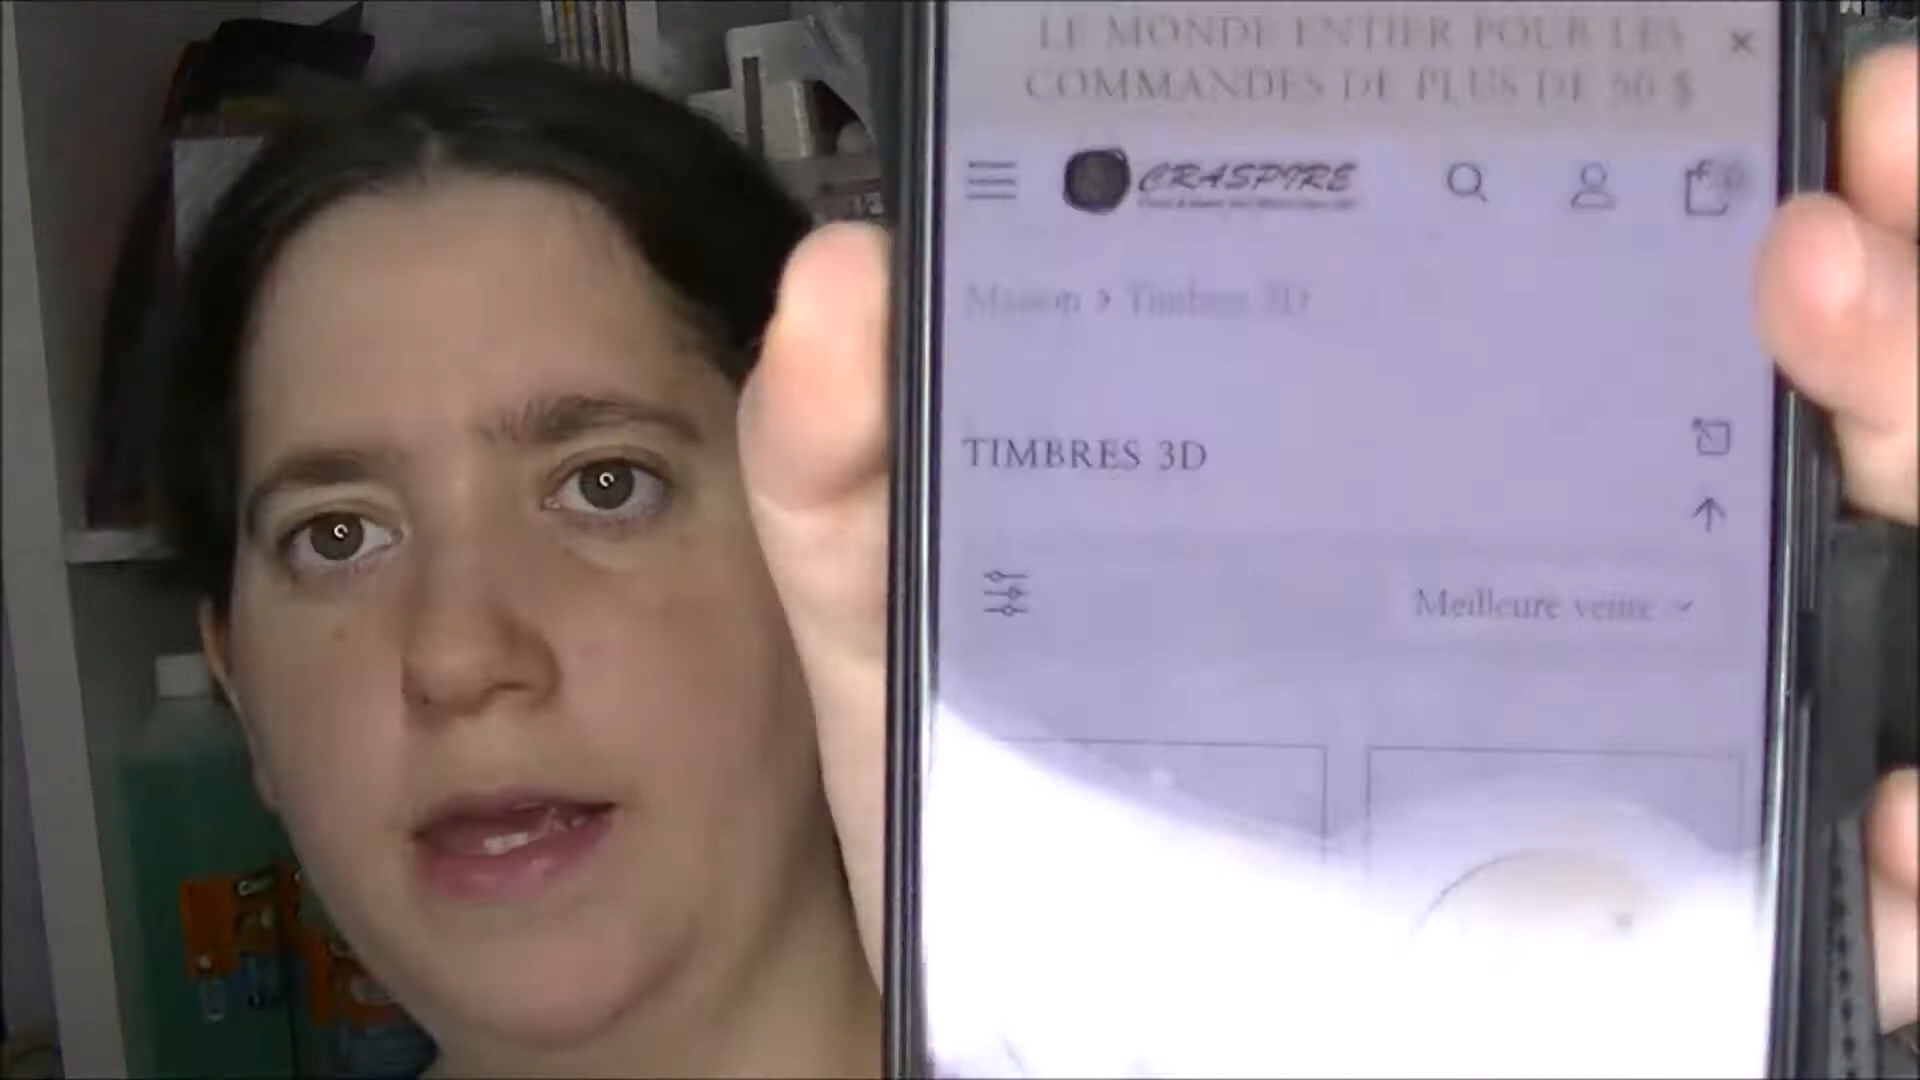 LE MONDE ENTIER POUR LES
COMMANDES DE PLUS DE 50 $
CRASPIRE
Maison > Timbres 3D
TIMBRES 3D
Meilleure vente